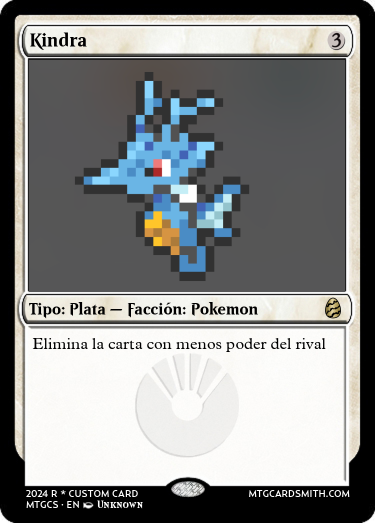 Kindra 3
Tipo: Plata — Facción: Pokemon
Elimina la carta con menos poder del rival
2024 R * CUSTOM CARD
MTGCS · EN Unknown
MTGCARDSMITH.COM